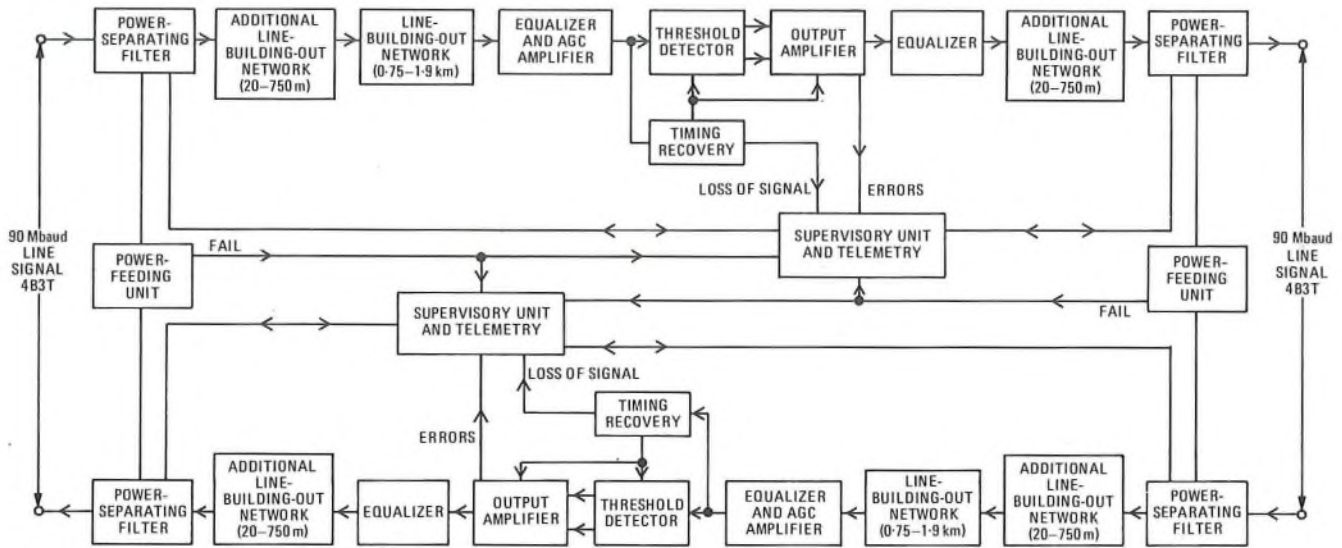 POWER-
SEPARATING
FILTER
ADDITIONAL
LINE-
BUILDING-OUT
NETWORK
(20–750 m)
LINE-
BUILDING-OUT
NETWORK
(0·75–1·9 km)
EQUALIZER
AND AGC
AMPLIFIER
THRESHOLD
DETECTOR
OUTPUT
AMPLIFIER
EQUALIZER
ADDITIONAL
LINE-
BUILDING-OUT
NETWORK
(20–750 m)
POWER-
SEPARATING
FILTER
TIMING
RECOVERY
LOSS OF SIGNAL
ERRORS
90 Mbaud
LINE
SIGNAL
4B3T
POWER-
FEEDING
UNIT
FAIL
SUPERVISORY UNIT
AND TELEMETRY
POWER-
FEEDING
UNIT
90 Mbaud
LINE
SIGNAL
4B3T
FAIL
SUPERVISORY UNIT
AND TELEMETRY
LOSS OF SIGNAL
TIMING
RECOVERY
ERRORS
POWER-
SEPARATING
FILTER
ADDITIONAL
LINE-
BUILDING-OUT
NETWORK
(20–750 m)
EQUALIZER
OUTPUT
AMPLIFIER
THRESHOLD
DETECTOR
EQUALIZER
AND AGC
AMPLIFIER
LINE-
BUILDING-OUT
NETWORK
(0·75–1·9 km)
ADDITIONAL
LINE-
BUILDING-OUT
NETWORK
(20–750 m)
POWER-
SEPARATING
FILTER